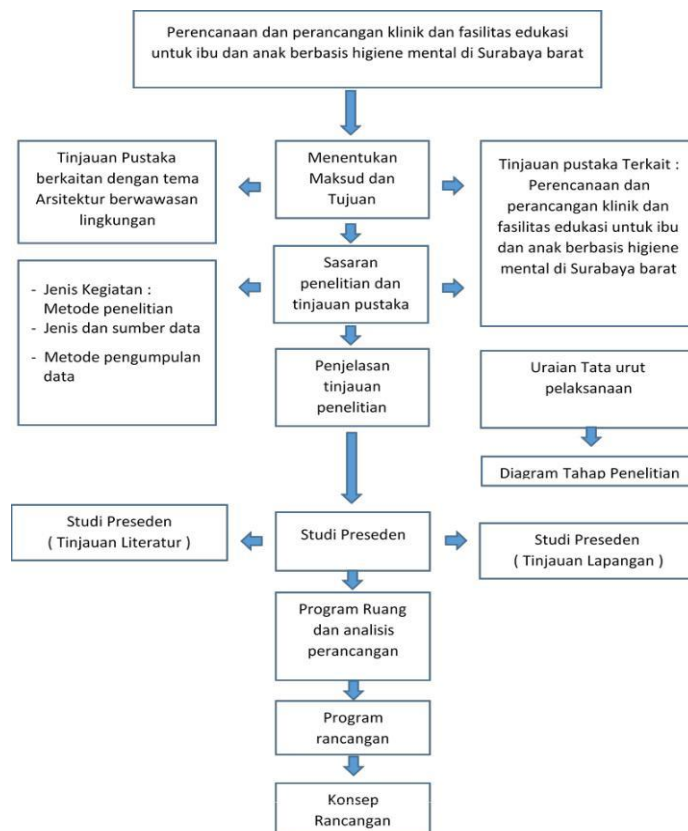 Perencanaan dan perancangan klinik dan fasilitas edukasi
untuk ibu dan anak berbasis higiene mental di Surabaya barat
Tinjauan Pustaka
berkaitan dengan tema
Arsitektur berwawasan
lingkungan
Menentukan
Maksud dan
Tujuan
Tinjauan pustaka Terkait :
Perencanaan dan
perancangan klinik dan
fasilitas edukasi untuk ibu
dan anak berbasis higiene
mental di Surabaya barat
Sasaran
penelitian dan
tinjauan pustaka
- Jenis Kegiatan :
Metode penelitian
- Jenis dan sumber data
- Metode pengumpulan
data
Penjelasan
tinjauan
penelitian
Uraian Tata urut
pelaksanaan
Diagram Tahap Penelitian
Studi Preseden
( Tinjauan Literatur )
Studi Preseden
Studi Preseden
( Tinjauan Lapangan )
Program Ruang
dan analisis
perancangan
Program
rancangan
Konsep
Rancangan